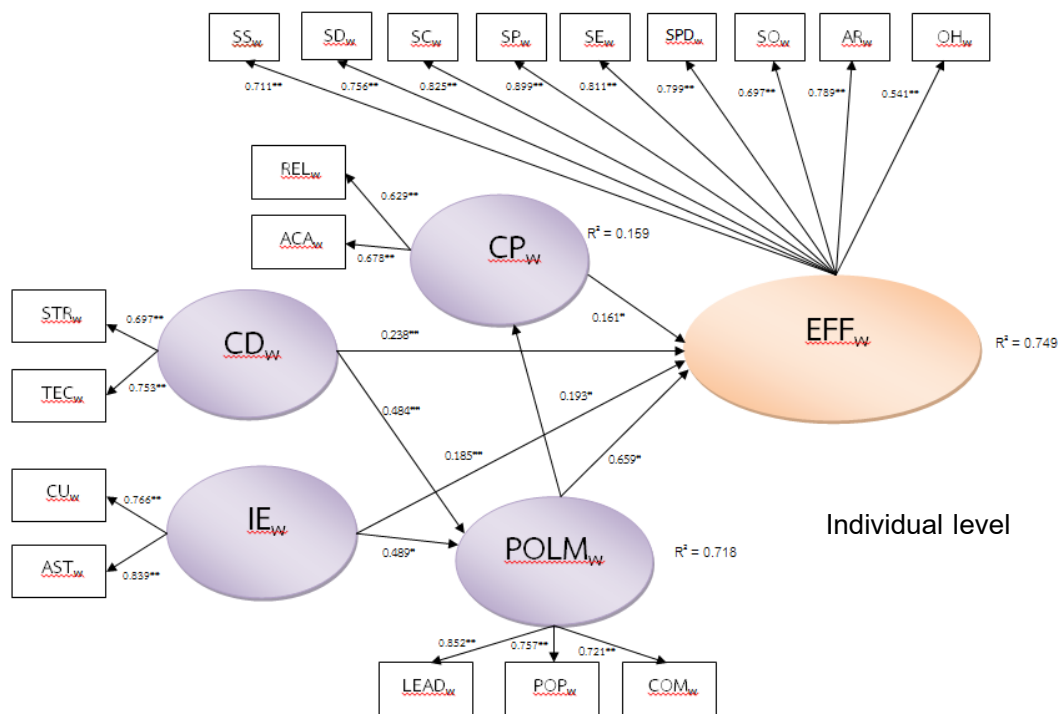 SSw
SDw
SCw
SPw
SEw
SPDw
SOw
ARw
OHw
0.711**
0.756**
0.825**
0.899**
0.811**
0.799**
0.697**
0.789**
0.541**
RELw
0.629**
ACAw
0.678**
CPw
R² = 0.159
STRw
0.697**
TECw
0.753**
CDw
0.238**
0.161*
EFFw
R² = 0.749
0.484**
0.193*
0.185**
0.659*
CUw
0.766**
ASTw
0.839**
IEw
0.489*
POLMw
R² = 0.718
Individual level
0.852**
0.757**
0.721**
LEADw
POPw
COMw